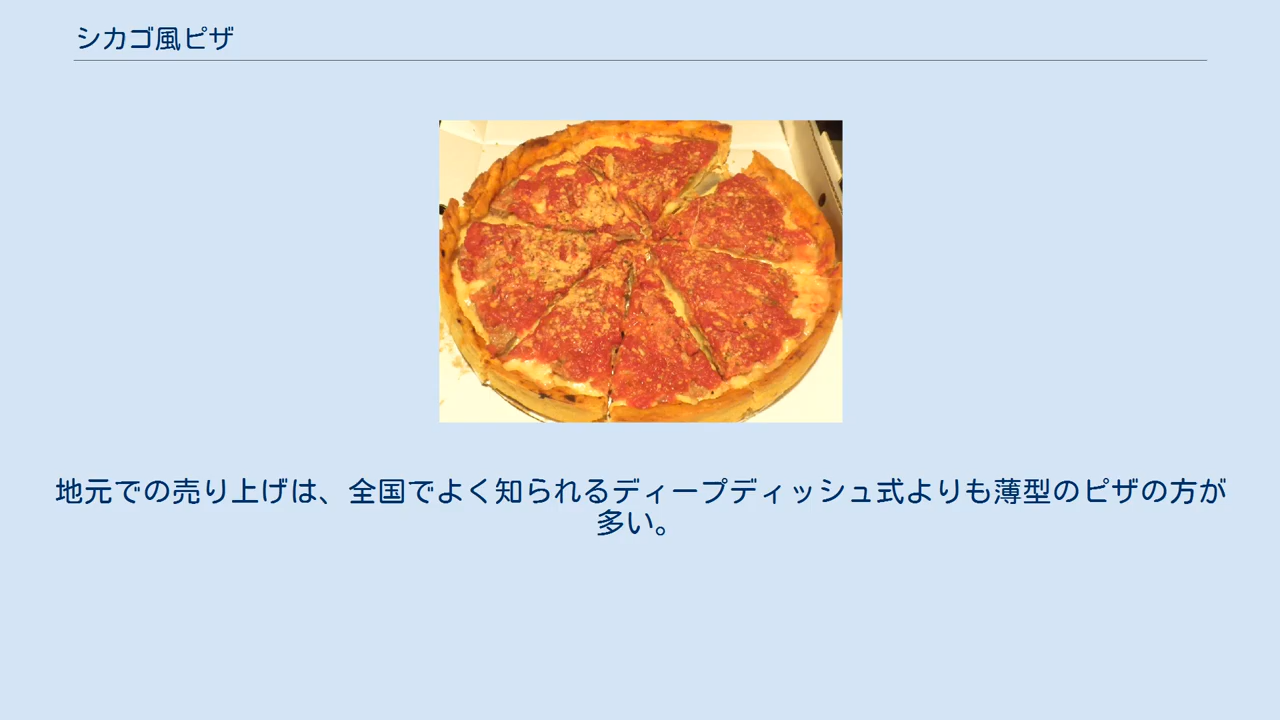 シカゴ風ピザ
地元での売り上げは、全国でよく知られるディープディッシュ式よりも薄型のピザの方が
多い。